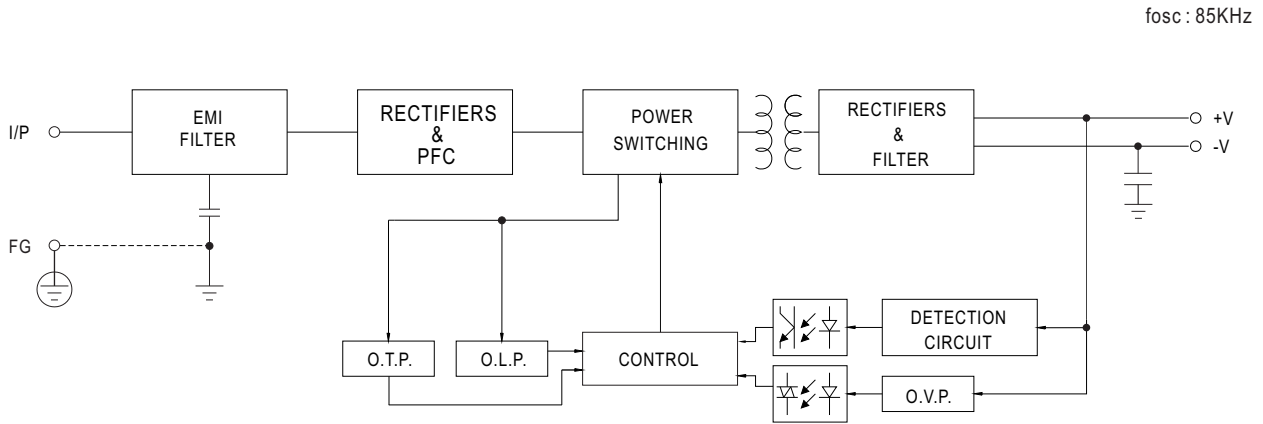 fosc : 85KHz
I/P
EMI
FILTER
RECTIFIERS
&
PFC
POWER
SWITCHING
RECTIFIERS
&
FILTER
+V
-V
FG
O.T.P.
O.L.P.
CONTROL
DETECTION
CIRCUIT
O.V.P.